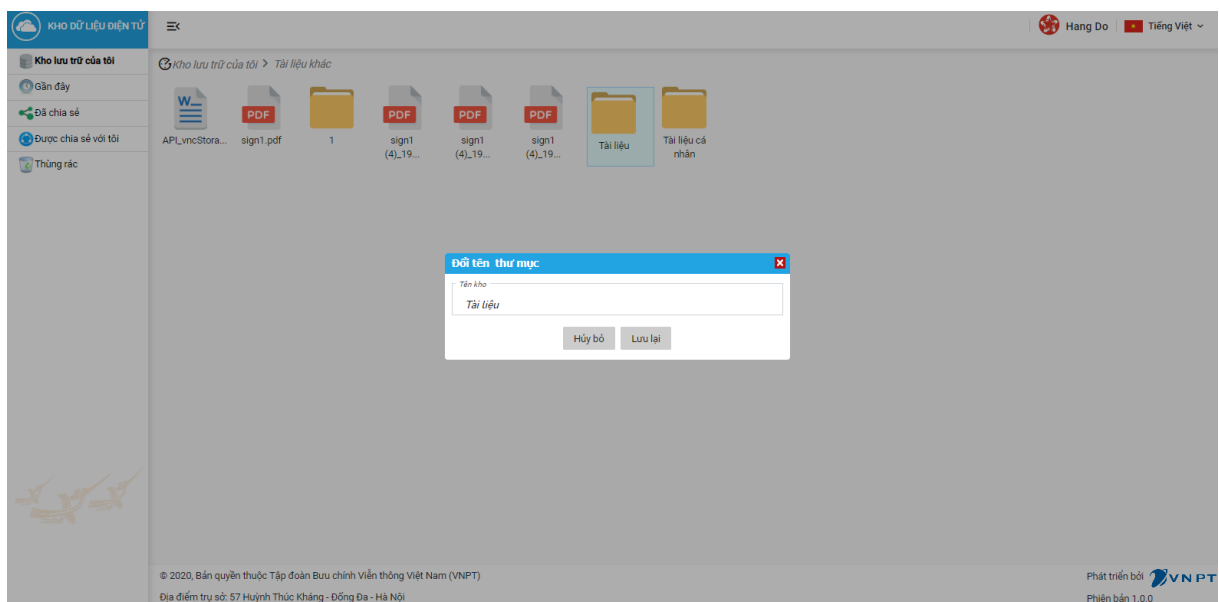 KHO DỮ LIỆU ĐIỆN TỬ
Hang Do
Tiếng Việt
Kho lưu trữ của tôi
Gần đây
Đã chia sẻ
Được chia sẻ với tôi
Thùng rác
Kho lưu trữ của tôi > Tài liệu khác
API_vncStora...
sign1.pdf
1
sign1
(4)_19...
sign1
(4)_19...
sign1
(4)_19...
Tài liệu
Tài liệu cá
nhân
W
PDF
PDF
PDF
PDF
Đổi tên thư mục
Tên kho
Tài liệu
Hủy bỏ
Lưu lại
© 2020, Bản quyền thuộc Tập đoàn Bưu chính Viễn thông Việt Nam (VNPT)
Địa điểm trụ sở: 57 Huỳnh Thúc Kháng - Đống Đa - Hà Nội
Phát triển bởi VNPT
Phiên bản 1.0.0